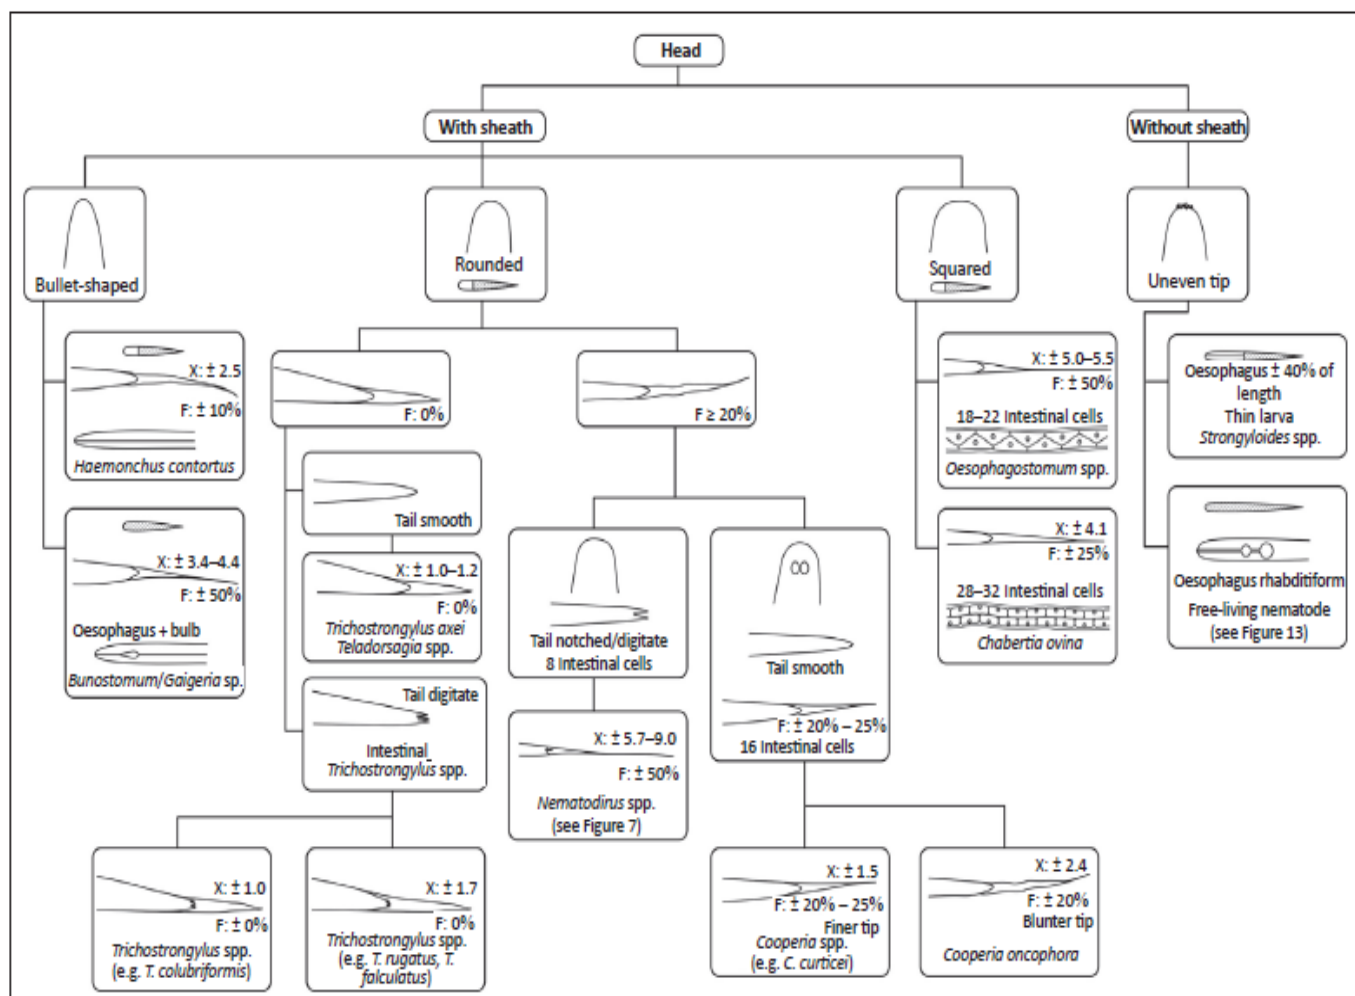 Head
With sheath
Without sheath
Bullet-shaped
Rounded
Squared
Uneven tip
X: ± 2.5
F: ± 10%
Haemonchus contortus
X: ± 3.4–4.4
F: ± 50%
Oesophagus + bulb
Bunostomum/Gaigeria sp.
F: 0%
Tail smooth
X: ± 1.0–1.2
F: 0%
Trichostrongylus axei
Teladorsagia spp.
Tail digitate
Intestinal
Trichostrongylus spp.
X: ± 1.0
F: ± 0%
Trichostrongylus spp.
(e.g. T. colubriformis)
X: ± 1.7
F: 0%
Trichostrongylus spp.
(e.g. T. rugatus, T.
falculatus)
F ≥ 20%
Tail notched/digitate
8 Intestinal cells
X: ± 5.7–9.0
F: ± 50%
Nematodirus spp.
(see Figure 7)
Tail smooth
F: ± 20% – 25%
16 Intestinal cells
X: ± 1.5
F: ± 20% – 25%
Finer tip
Cooperia spp.
(e.g. C. curticei)
X: ± 2.4
F: ± 20%
Blunter tip
Cooperia oncophora
X: ± 5.0–5.5
F: ± 50%
18–22 Intestinal cells
Oesophagostomum spp.
X: ± 4.1
F: ± 25%
28–32 Intestinal cells
Chabertia ovina
Oesophagus ± 40% of
length
Thin larva
Strongyloides spp.
Oesophagus rhabditiform
Free-living nematode
(see Figure 13)